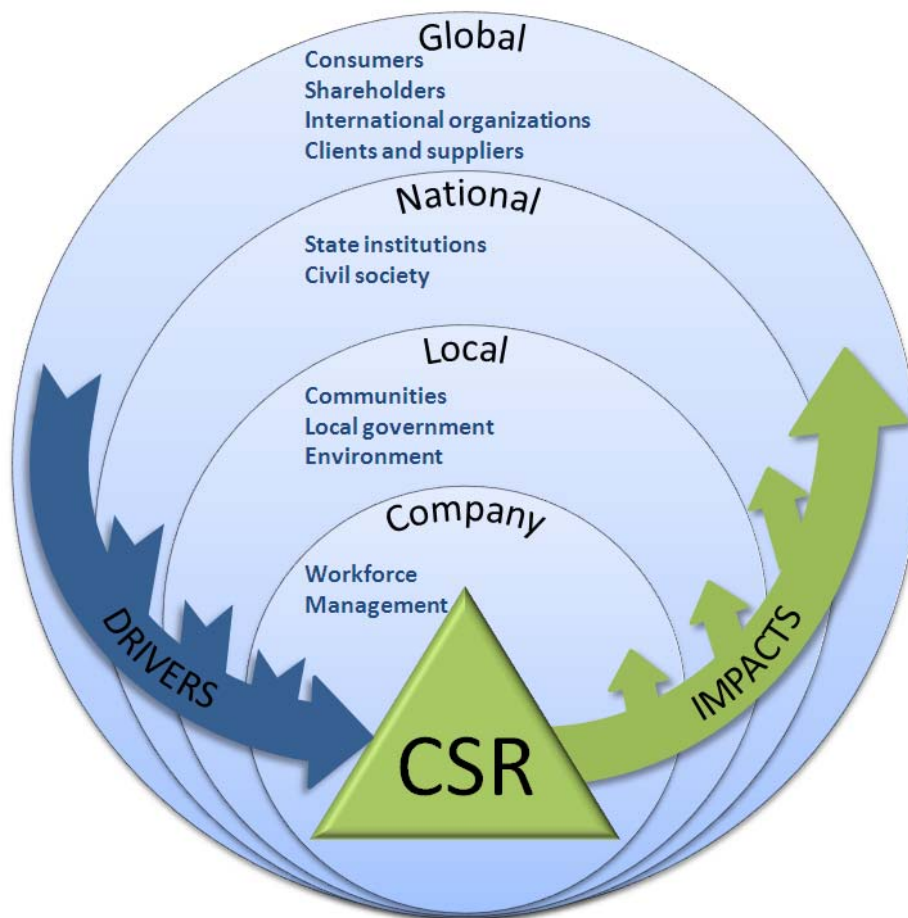 Global
Consumers
Shareholders
International organizations
Clients and suppliers
National
State institutions
Civil society
Local
Communities
Local government
Environment
Company
Workforce
Management
DRIVERS
CSR
IMPACTS